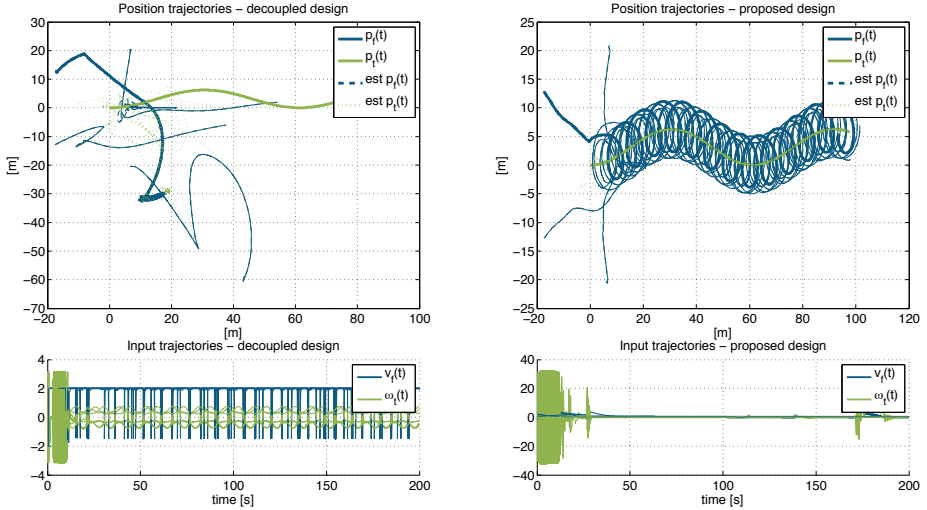 Position trajectories – decoupled design
30
20
10
0
−10
−20
−30
−40
−50
−60
−70
[m]
−20
0
20
40
60
80
100
[m]
p_f(t)
p_t(t)
est p_f(t)
est p_t(t)
Position trajectories – proposed design
25
20
15
10
5
0
−5
−10
−15
−20
−25
[m]
−20
0
20
40
60
80
100
120
[m]
p_f(t)
p_t(t)
est p_f(t)
est p_t(t)
Input trajectories – decoupled design
4
2
0
−2
−4
0
50
100
150
200
time [s]
v_f(t)
ω_t(t)
Input trajectories – proposed design
40
20
0
−20
−40
0
50
100
150
200
time [s]
v_f(t)
ω_t(t)